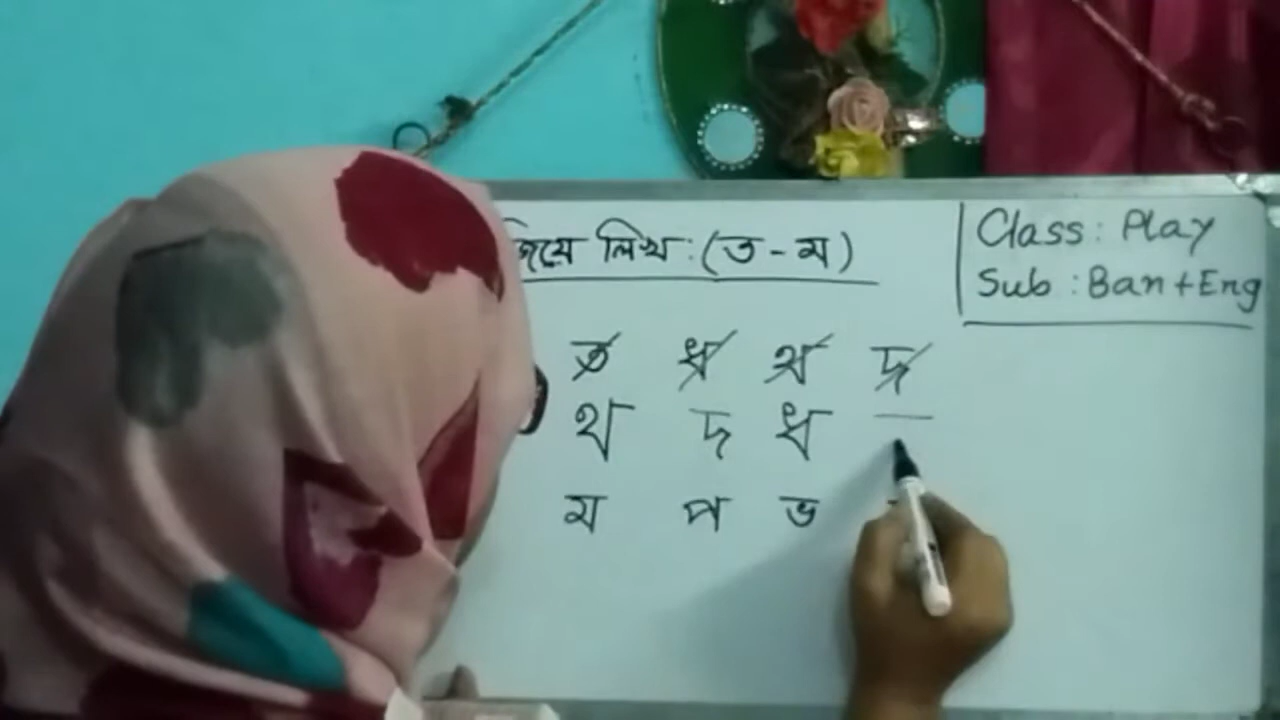 লিখ : (ত - ম)
Class : Play
Sub : Ban + Eng
ত ধ থ দ
থ দ ধ
ম প ভ